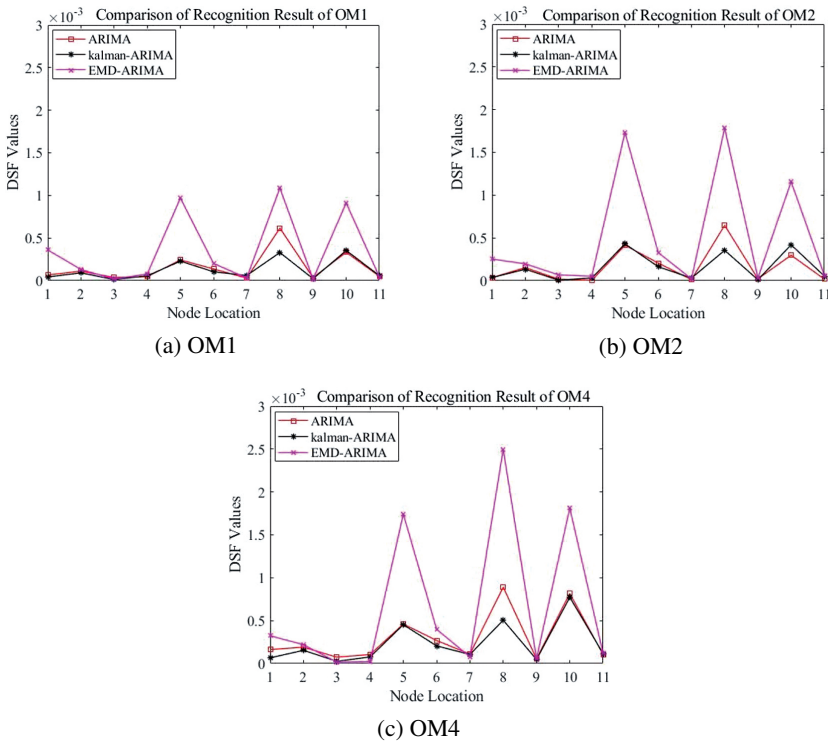 ×10⁻³ Comparison of Recognition Result of OM1
3
2.5
2
1.5
1
0.5
0
DSF Values
ARIMA
kalman-ARIMA
EMD-ARIMA
1 2 3 4 5 6 7 8 9 10 11
Node Location
(a) OM1
×10⁻³ Comparison of Recognition Result of OM2
3
2.5
2
1.5
1
0.5
0
DSF Values
ARIMA
kalman-ARIMA
EMD-ARIMA
1 2 3 4 5 6 7 8 9 10 11
Node Location
(b) OM2
×10⁻³ Comparison of Recognition Result of OM4
3
2.5
2
1.5
1
0.5
0
DSF Values
ARIMA
kalman-ARIMA
EMD-ARIMA
1 2 3 4 5 6 7 8 9 10 11
Node Location
(c) OM4